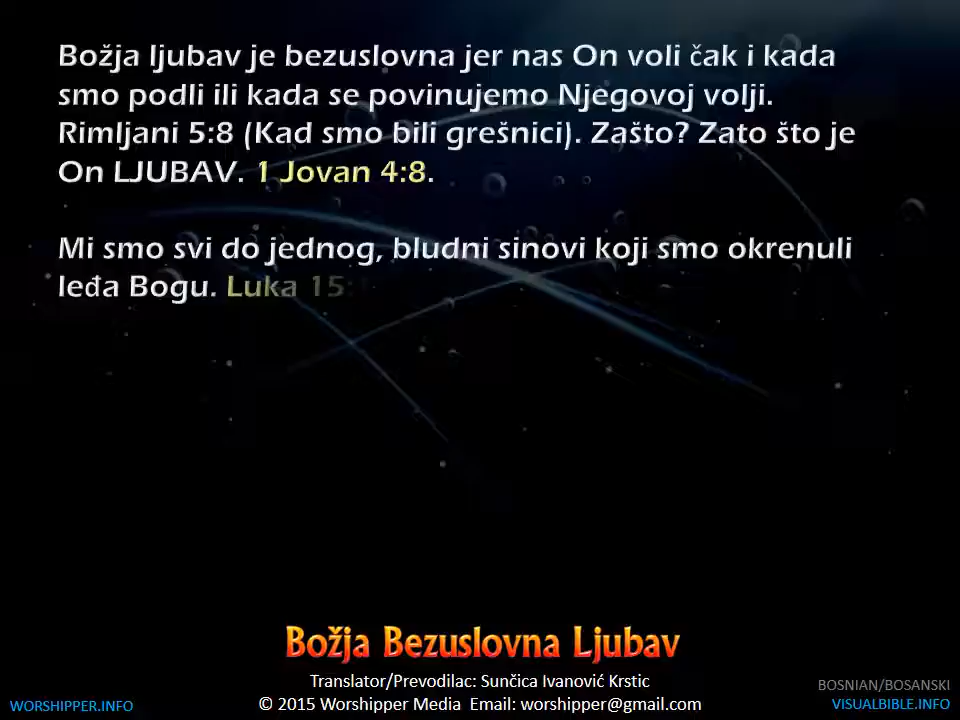 Božja ljubav je bezuslovna jer nas On voli čak i kada
smo podli ili kada se povinujemo Njegovoj volji.
Rimljani 5:8 (Kad smo bili grešnici). Zašto? Zato što je
On LJUBAV. 1 Jovan 4:8.
Mi smo svi do jednog, bludni sinovi koji smo okrenuli
leđa Bogu. Luka 15:
Božja Bezuslovna Ljubav
Translator/Prevodilac: Sunčica Ivanović Krstic
© 2015 Worshipper Media Email: worshipper@gmail.com
WORSHIPPER.INFO
BOSNIAN/BOSANSKI
VISUALBIBLE.INFO